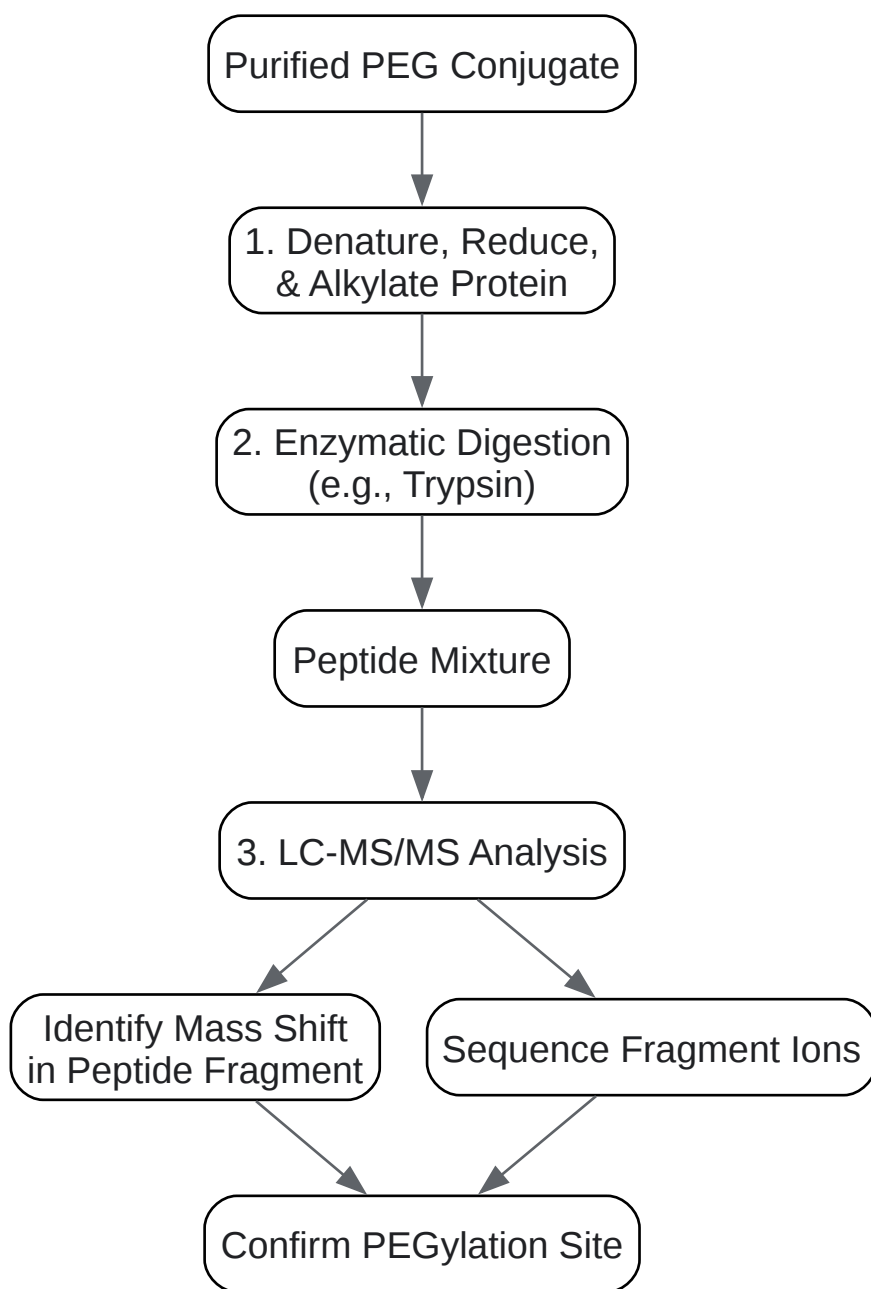 Purified PEG Conjugate
1. Denature, Reduce,
& Alkylate Protein
2. Enzymatic Digestion
(e.g., Trypsin)
Peptide Mixture
3. LC-MS/MS Analysis
Identify Mass Shift
in Peptide Fragment
Sequence Fragment Ions
Confirm PEGylation Site